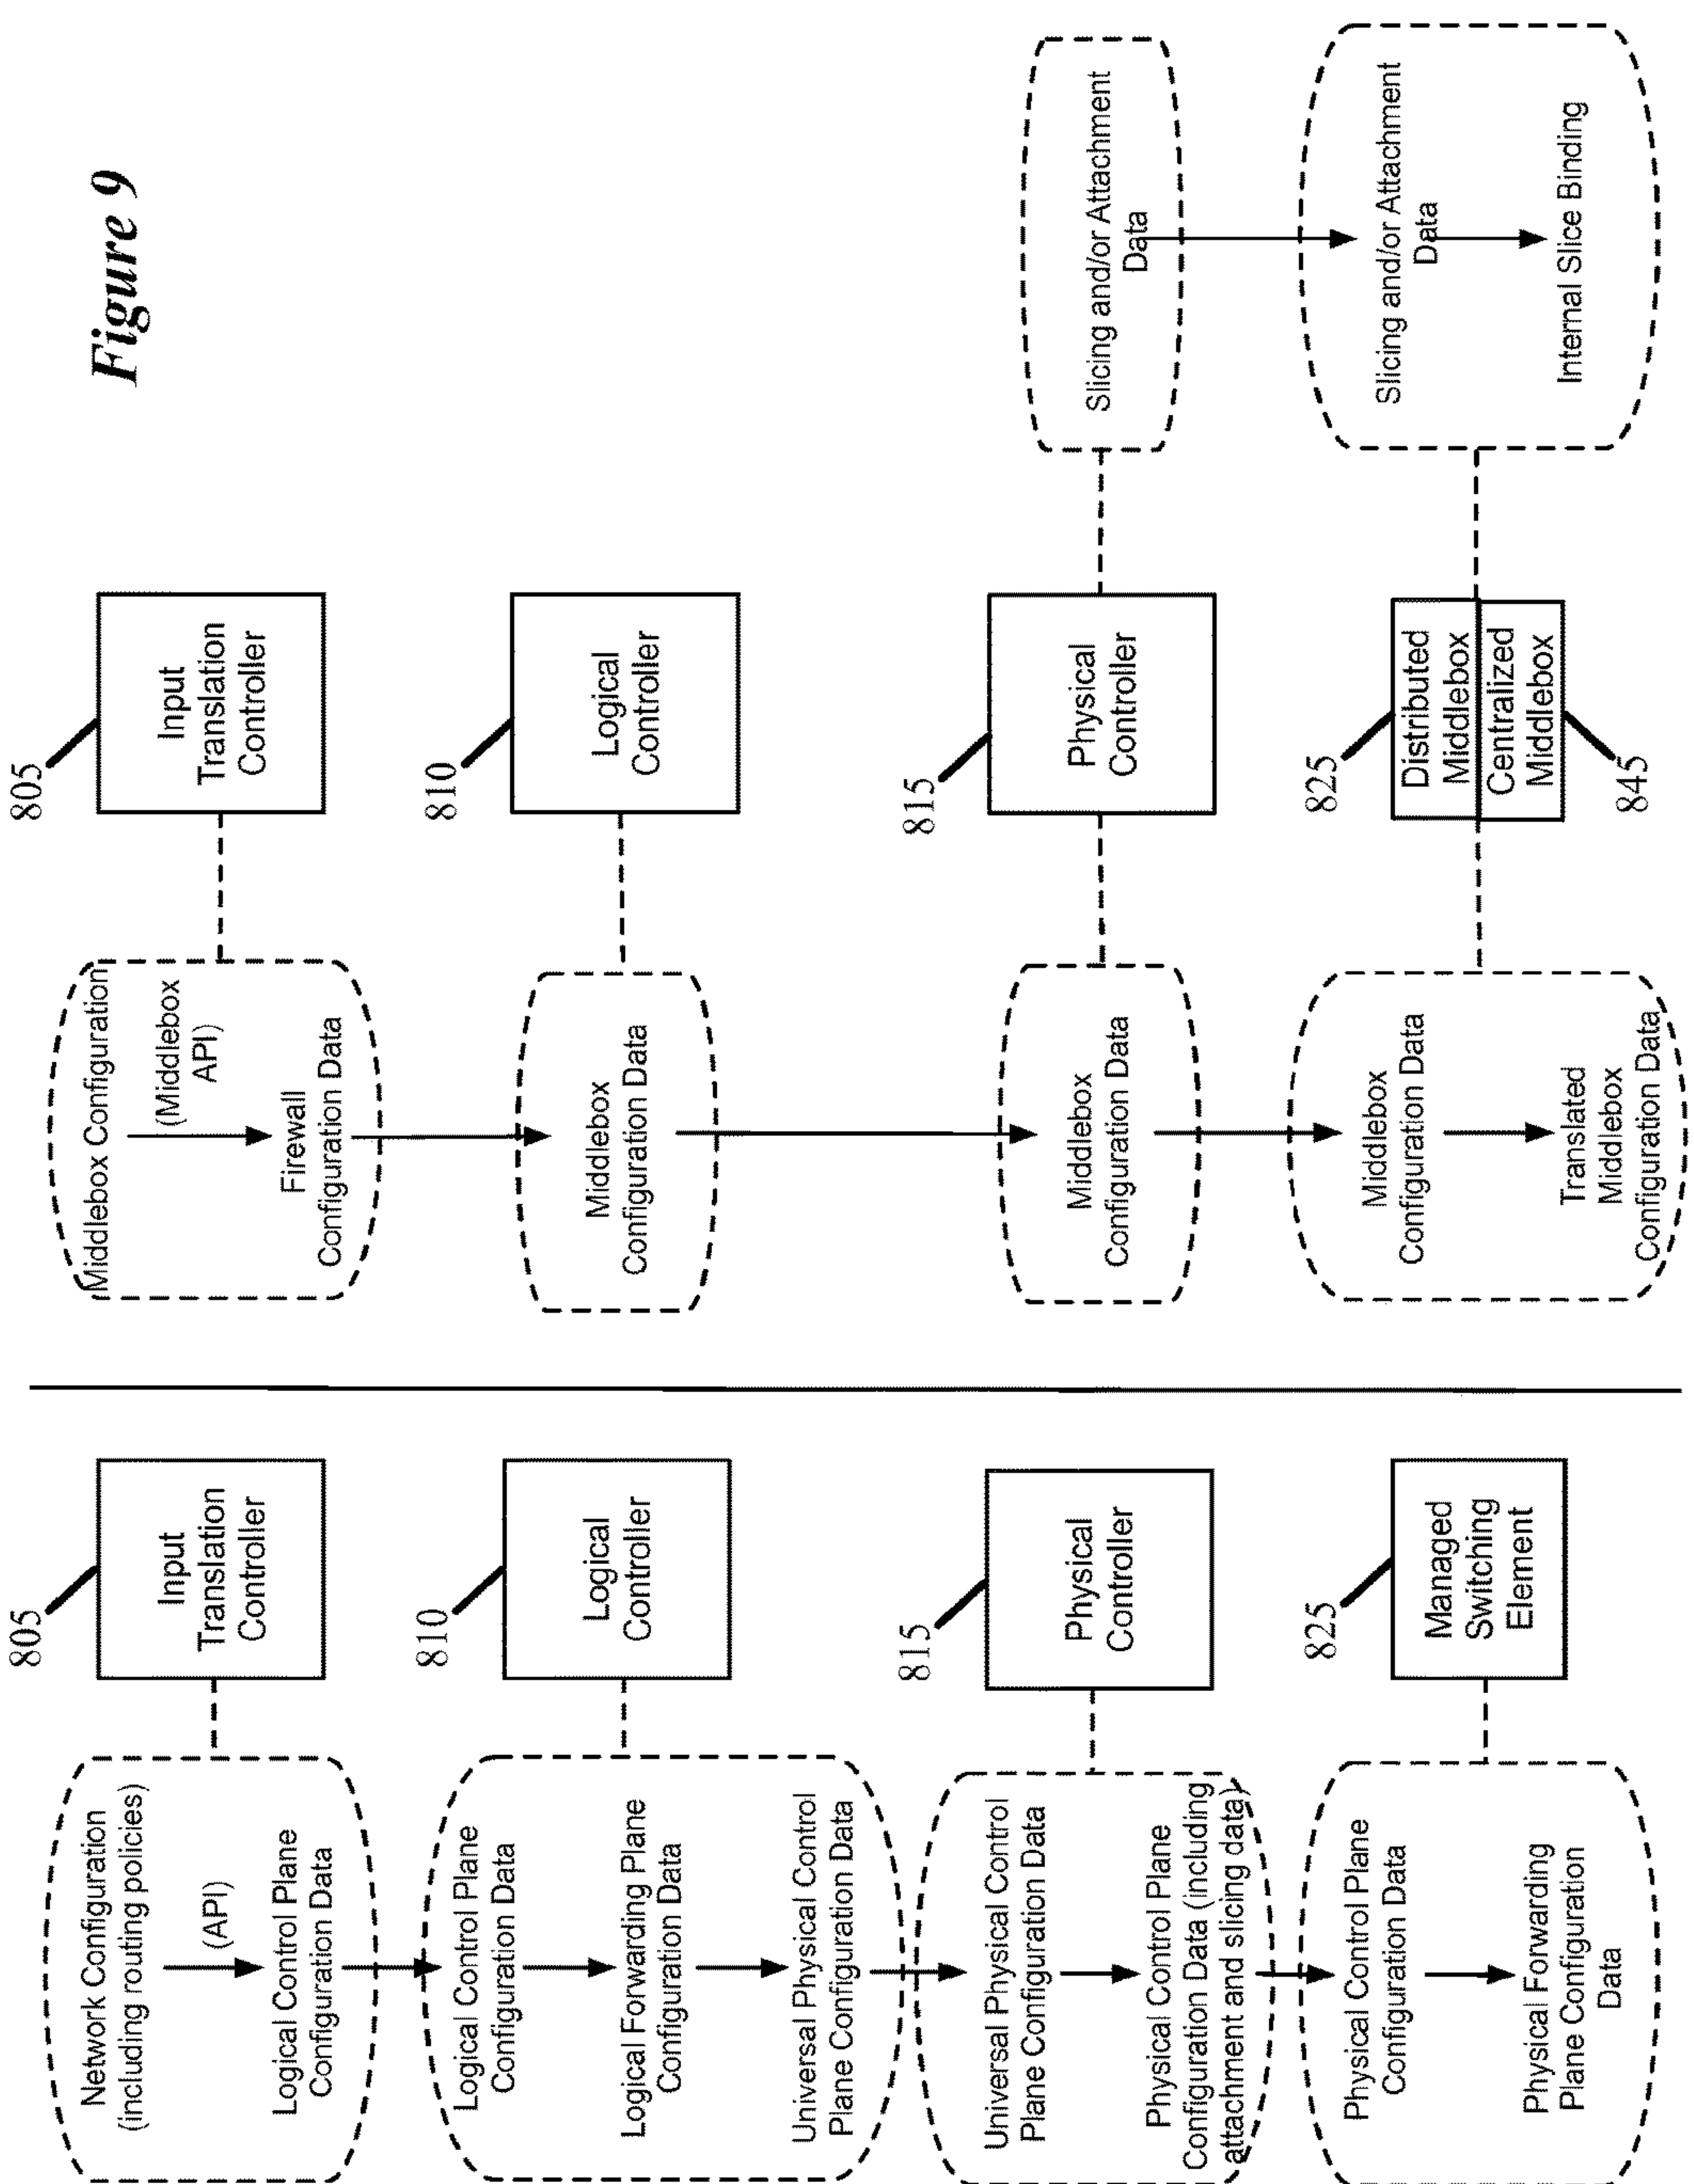 Figure 9
Network Configuration
(including routing policies)
(API)
Logical Control Plane
Configuration Data
805
Input
Translation
Controller
Logical Control Plane
Configuration Data
Logical Forwarding Plane
Configuration Data
Universal Physical Control
Plane Configuration Data
810
Logical
Controller
Universal Physical Control
Plane Configuration Data
Physical Control Plane
Configuration Data (including
attachment and slicing data)
815
Physical
Controller
Physical Control Plane
Configuration Data
Physical Forwarding
Plane Configuration
Data
825
Managed
Switching
Element
Middlebox Configuration
(Middlebox
API)
Firewall
Configuration Data
805
Input
Translation
Controller
Middlebox
Configuration Data
810
Logical
Controller
Middlebox
Configuration Data
815
Physical
Controller
Slicing and/or Attachment
Data
Middlebox
Configuration Data
Translated
Middlebox
Configuration Data
825
Distributed
Middlebox
Centralized
Middlebox
845
Slicing and/or Attachment
Data
Internal Slice Binding